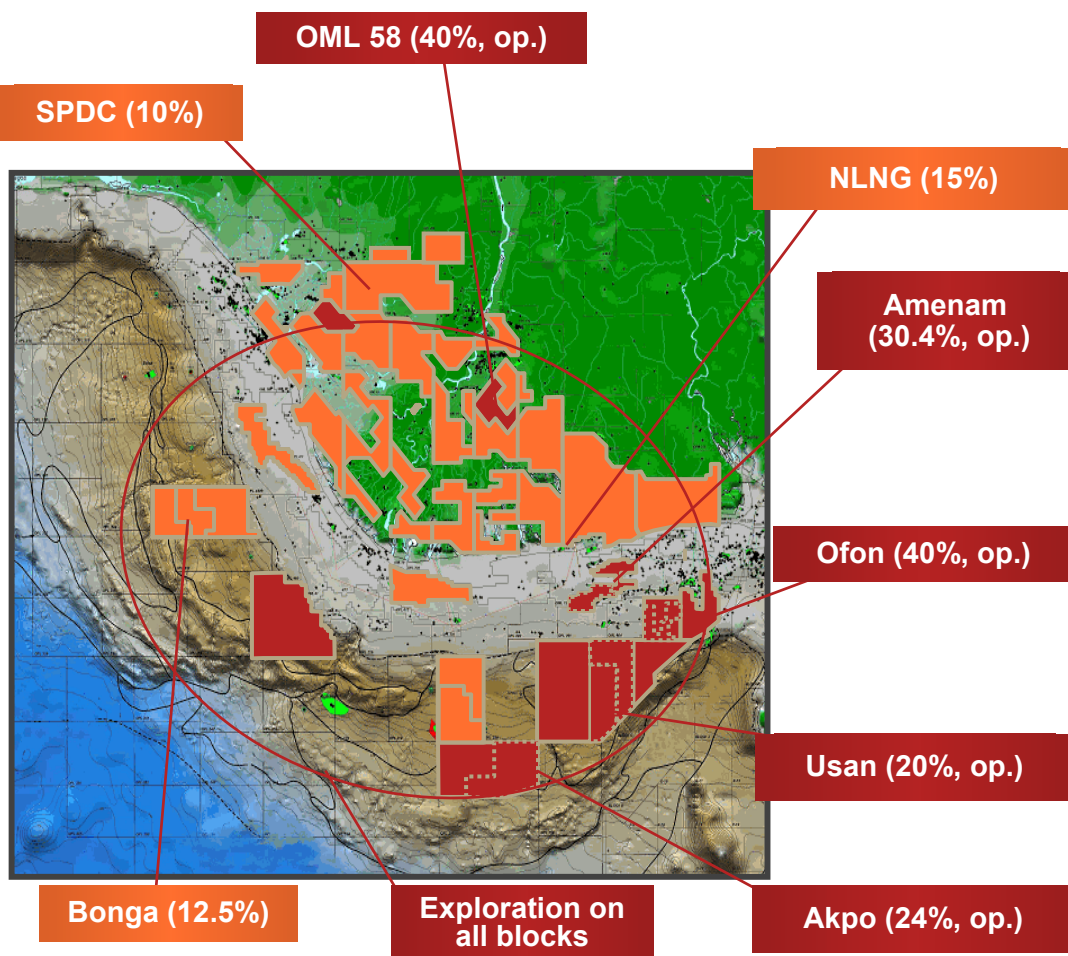 OML 58 (40%, op.)
SPDC (10%)
NLNG (15%)
Amenam
(30.4%, op.)
Ofon (40%, op.)
Usan (20%, op.)
Bonga (12.5%)
Exploration on
all blocks
Akpo (24%, op.)